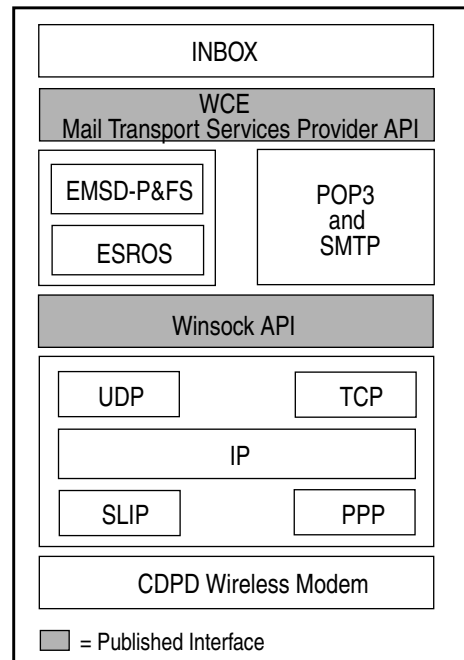 INBOX
WCE
Mail Transport Services Provider API
EMSD-P&FS
ESROS
POP3
and
SMTP
Winsock API
UDP
TCP
IP
SLIP
PPP
CDPD Wireless Modem
= Published Interface